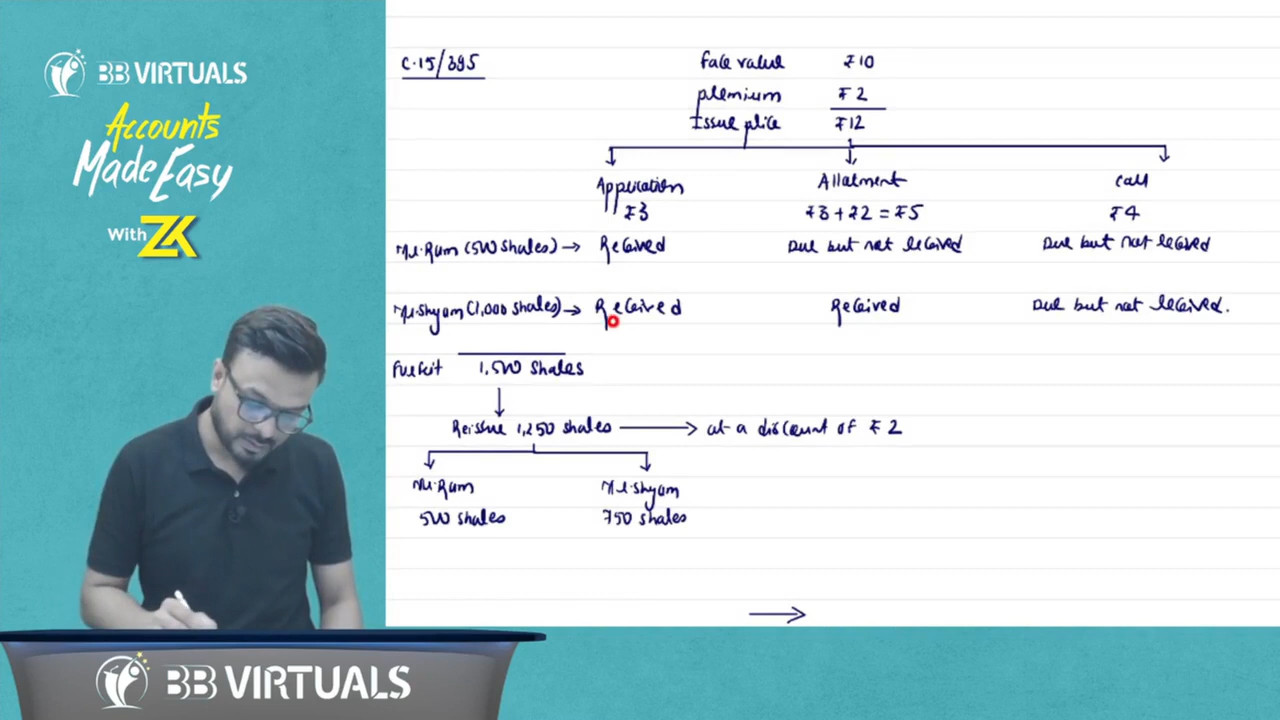 BB VIRTUALS
Accounts
Made Easy
With ZK
C.15/395
Face value ₹10
premium ₹2
Issue price ₹12
Application Allotment Call
₹3 ₹3 + ₹2 = ₹5 ₹4
Mr. Ram (500 shares) → Received Due but not received Due but not received
Mr. Shyam (1,000 shares) → Received Received Due but not received.
Forfeit 1,500 shares
Reissue 1,250 shares → at a discount of ₹2
Mr. Ram Mr. Shyam
500 shares 750 shares
BB VIRTUALS